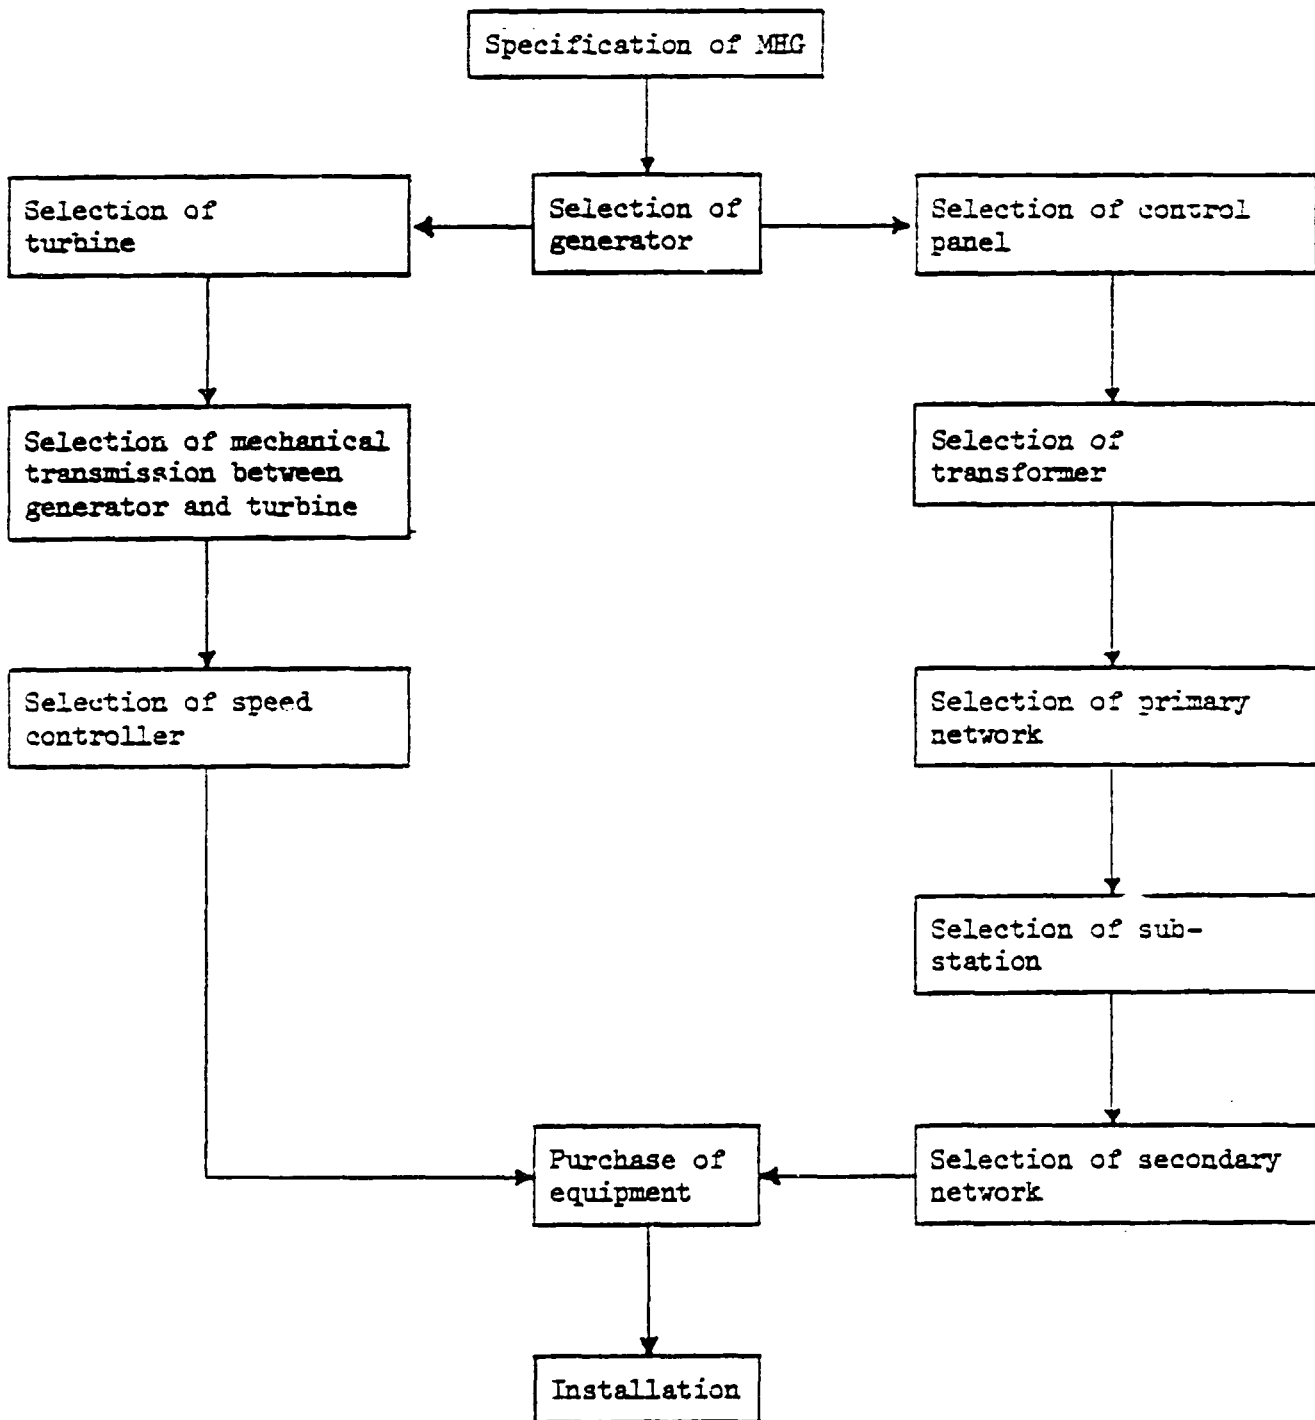 Specification of MHG
Selection of
turbine
Selection of
generator
Selection of control
panel
Selection of mechanical
transmission between
generator and turbine
Selection of
transformer
Selection of speed
controller
Selection of primary
network
Selection of sub-
station
Purchase of
equipment
Selection of secondary
network
Installation